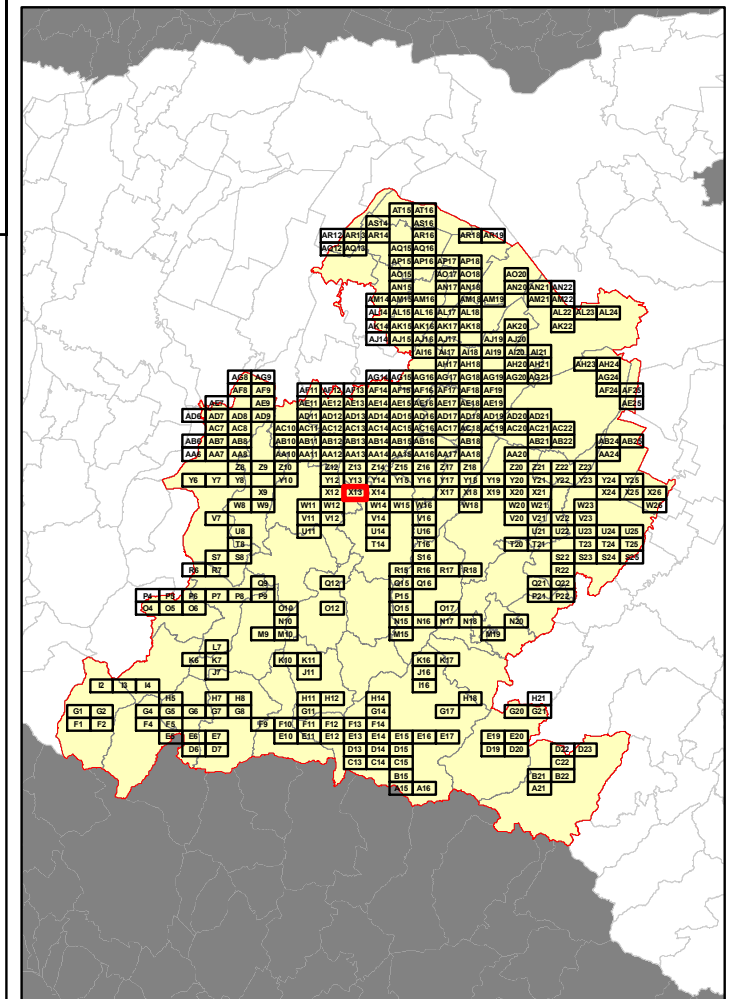 AT15 AT16
AS14 AS16
AR12 AR13 AR14 AR16 AR18 AR19
AQ12 AQ13 AQ15 AQ16
AP15 AP16 AP17 AP18
AO15 AO17 AO18 AO20
AN15 AN17 AN18 AN20 AN21 AN22
AM14 AM15 AM16 AM18 AM19 AM21 AM22
AL14 AL15 AL16 AL17 AL18 AL22 AL23 AL24
AK14 AK15 AK16 AK17 AK18 AK20 AK22
AJ14 AJ15 AJ16 AJ17 AJ19 AJ20
AI16 AI17 AI18 AI19 AI20 AI21
AH17 AH18 AH20 AH21 AH23 AH24
AG8 AG9 AG14 AG15 AG16 AG17 AG18 AG19 AG20 AG21 AG24
AF8 AF9 AF11 AF12 AF13 AF14 AF15 AF16 AF17 AF18 AF19 AF24 AF25
AE7 AE9 AE11 AE12 AE13 AE14 AE15 AE16 AE17 AE18 AE19 AE25
AD6 AD7 AD8 AD9 AD11 AD12 AD13 AD14 AD15 AD16 AD17 AD18 AD19 AD20 AD21
AC7 AC8 AC10 AC11 AC12 AC13 AC14 AC15 AC16 AC17 AC18 AC19 AC20 AC21 AC22
AB6 AB7 AB8 AB10 AB11 AB12 AB13 AB14 AB15 AB16 AB18 AB21 AB22 AB24 AB25
AA6 AA7 AA8 AA10 AA11 AA12 AA13 AA14 AA15 AA16 AA17 AA18 AA20 AA24
Z8 Z9 Z10 Z12 Z13 Z14 Z15 Z16 Z17 Z18 Z20 Z21 Z22 Z23
Y6 Y7 Y8 Y10 Y12 Y13 Y14 Y15 Y16 Y17 Y18 Y19 Y20 Y21 Y22 Y24 Y25
X9 X12 X13 X14 X17 X18 X19 X20 X21 X24 X25 X26
W8 W9 W11 W12 W14 W15 W16 W18 W20 W21 W23 W26
V7 V11 V12 V14 V16 V20 V21 V22 V23
U8 U11 U14 U16 U21 U22 U24 U25
T8 T14 T16 T20 T21 T23 T24 T25
S7 S8 S16 S22 S23 S24 S25
R6 R7 R15 R16 R17 R18 R22
Q9 Q12 Q15 Q16 Q21 Q22
P4 P5 P6 P7 P8 P9 P15 P21 P22
O4 O5 O6 O10 O12 O15 O17
N10 N15 N16 N17 N18 N20
M9 M10 M15 M19
L7
K6 K7 K10 K11 K16 K17
J7 J11 J16
I2 I3 I4 I16
H5 H7 H8 H11 H12 H14 H18 H21
G1 G2 G4 G5 G6 G7 G8 G11 G14 G17 G20 G21
F1 F2 F4 F5 F9 F10 F11 F12 F13 F14
E5 E6 E7 E10 E11 E12 E13 E14 E15 E16 E17 E19 E20
D6 D7 D13 D14 D15 D19 D20 D22 D23
C13 C14 C15 C22
B15 B21 B22
A15 A16 A21